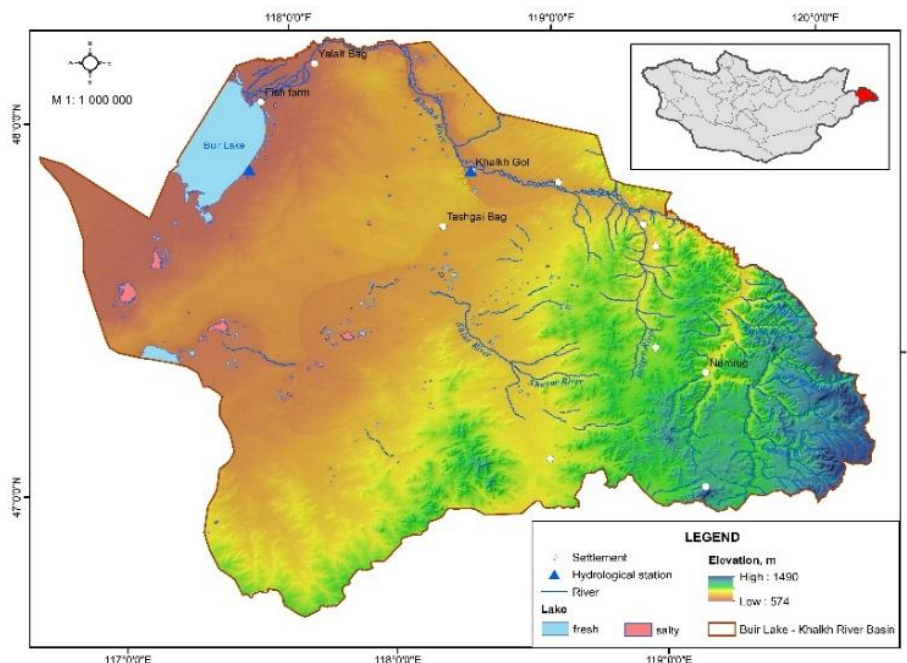 118°0'0"E
119°0'0"E
120°0'0"E
N
M 1: 1 000 000
48°0'0"N
47°0'0"N
Yalalt Bag
Fish farm
Buir Lake
Khalkh River
Khalkh Gol
Tashgai Bag
Numrug
LEGEND
Settlement
Hydrological station
River
Lake
fresh
salty
Elevation, m
High : 1490
Low : 574
Buir Lake - Khalkh River Basin
117°0'0"E
118°0'0"E
119°0'0"E